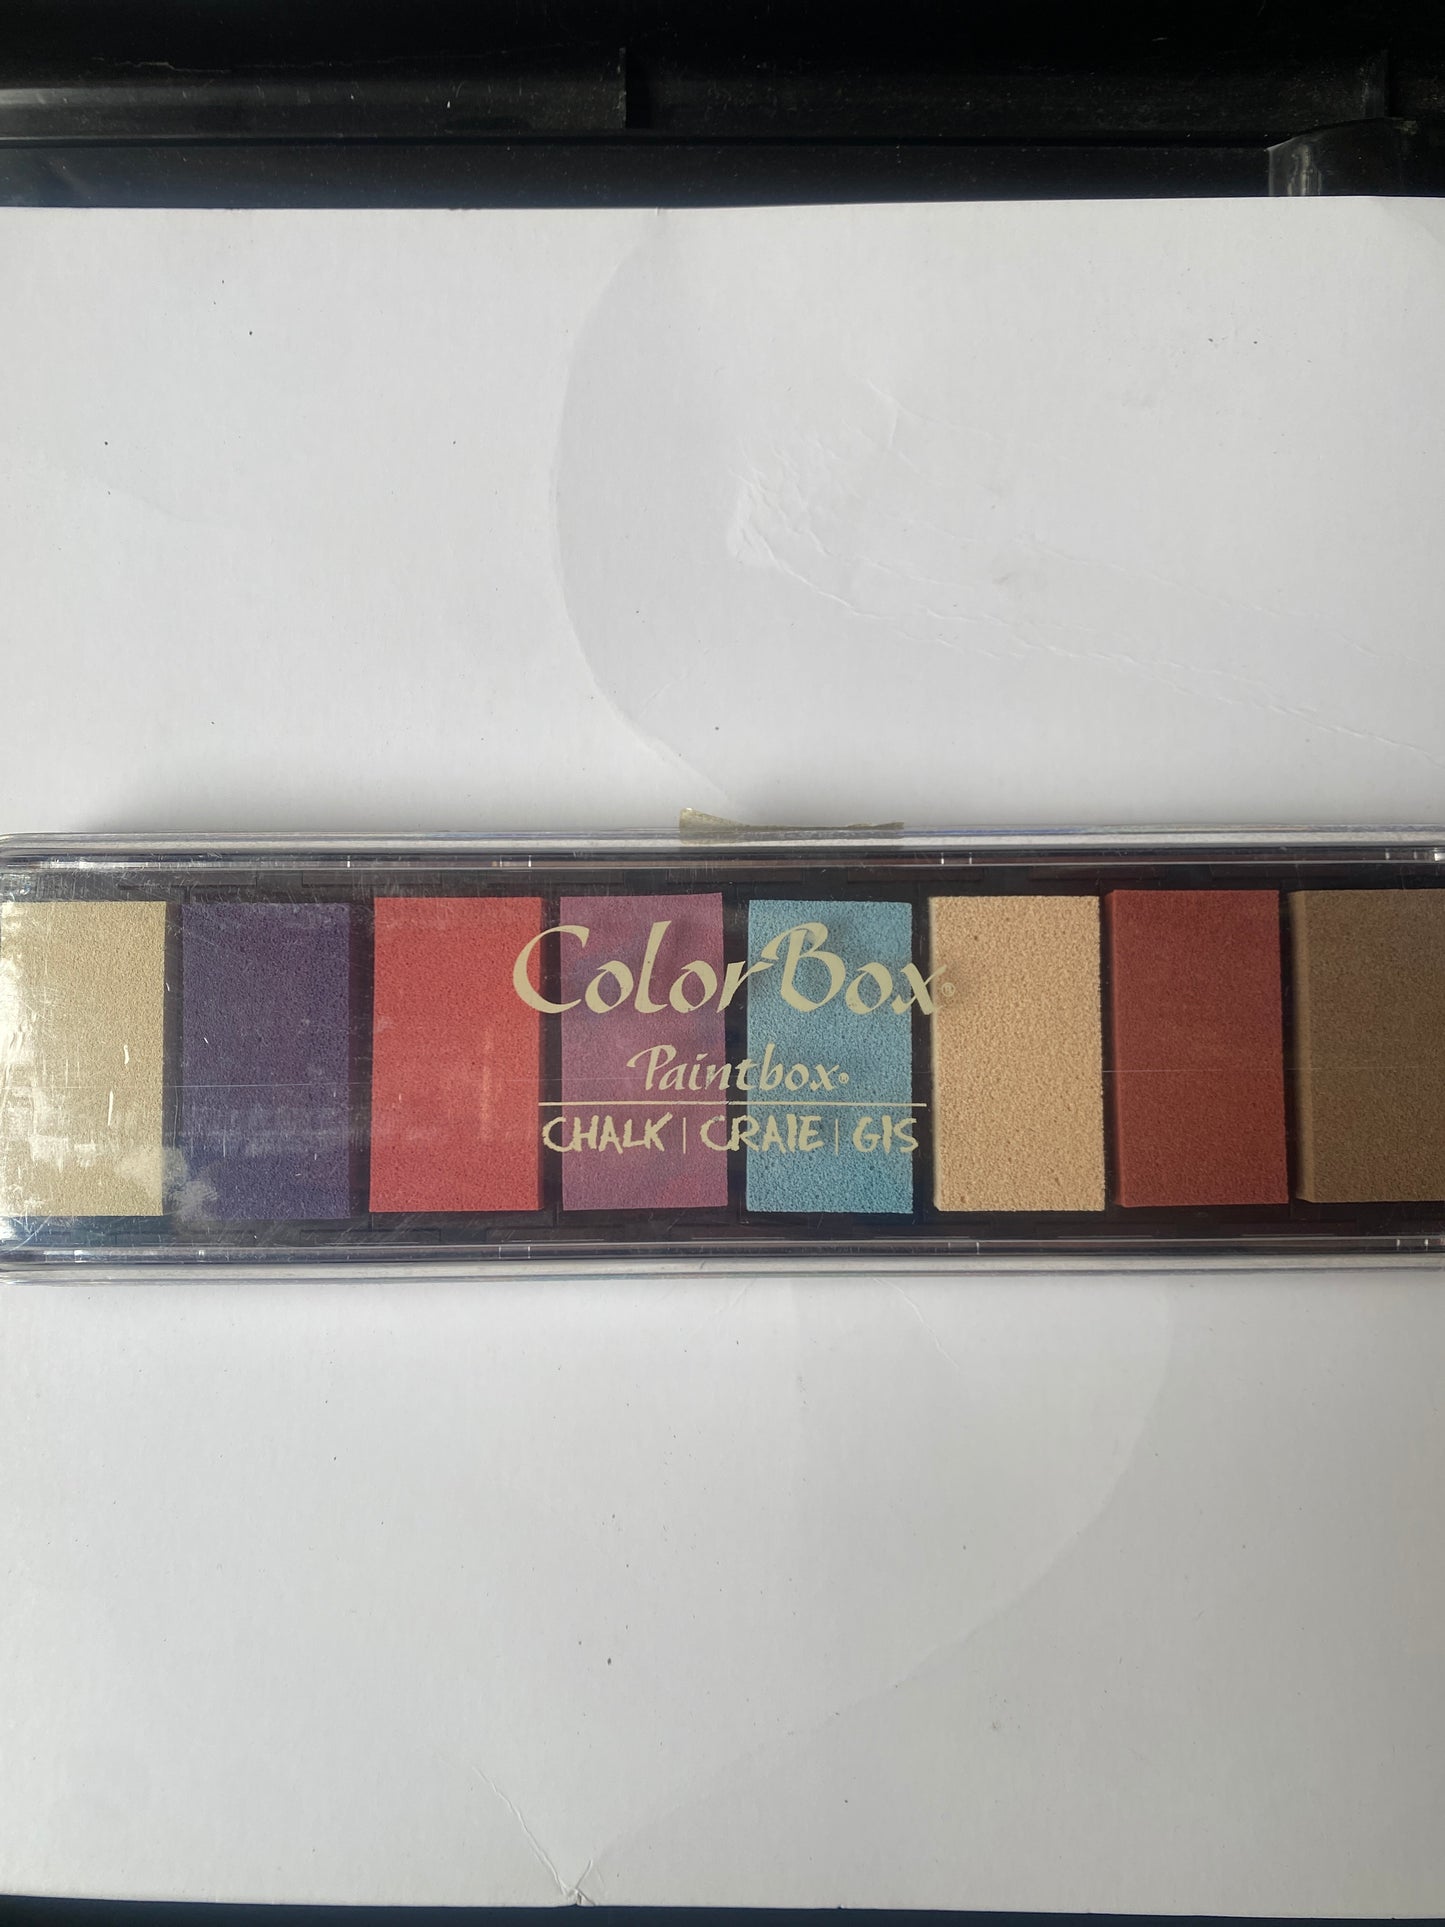 ColorBox®
Paintbox®
CHALK | CRAIE | GIS